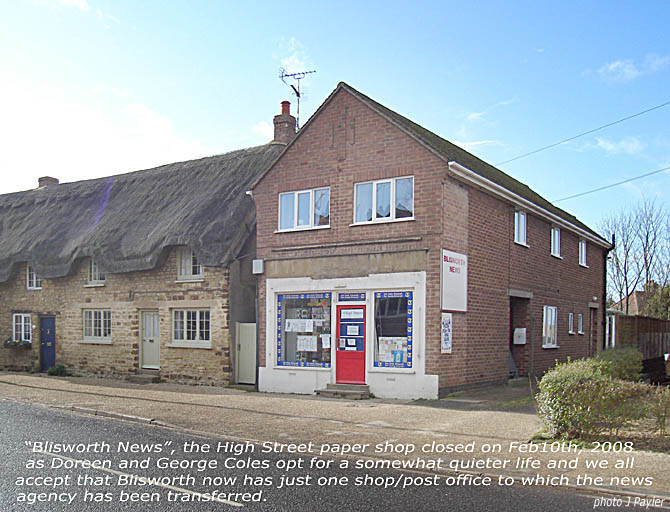 BLISWORTH
NEWS
"Blisworth News", the High Street paper shop closed on Feb10th, 2008
as Doreen and George Coles opt for a somewhat quieter life and we all
accept that Blisworth now has just one shop/post office to which the news
agency has been transferred.
photo J Payler